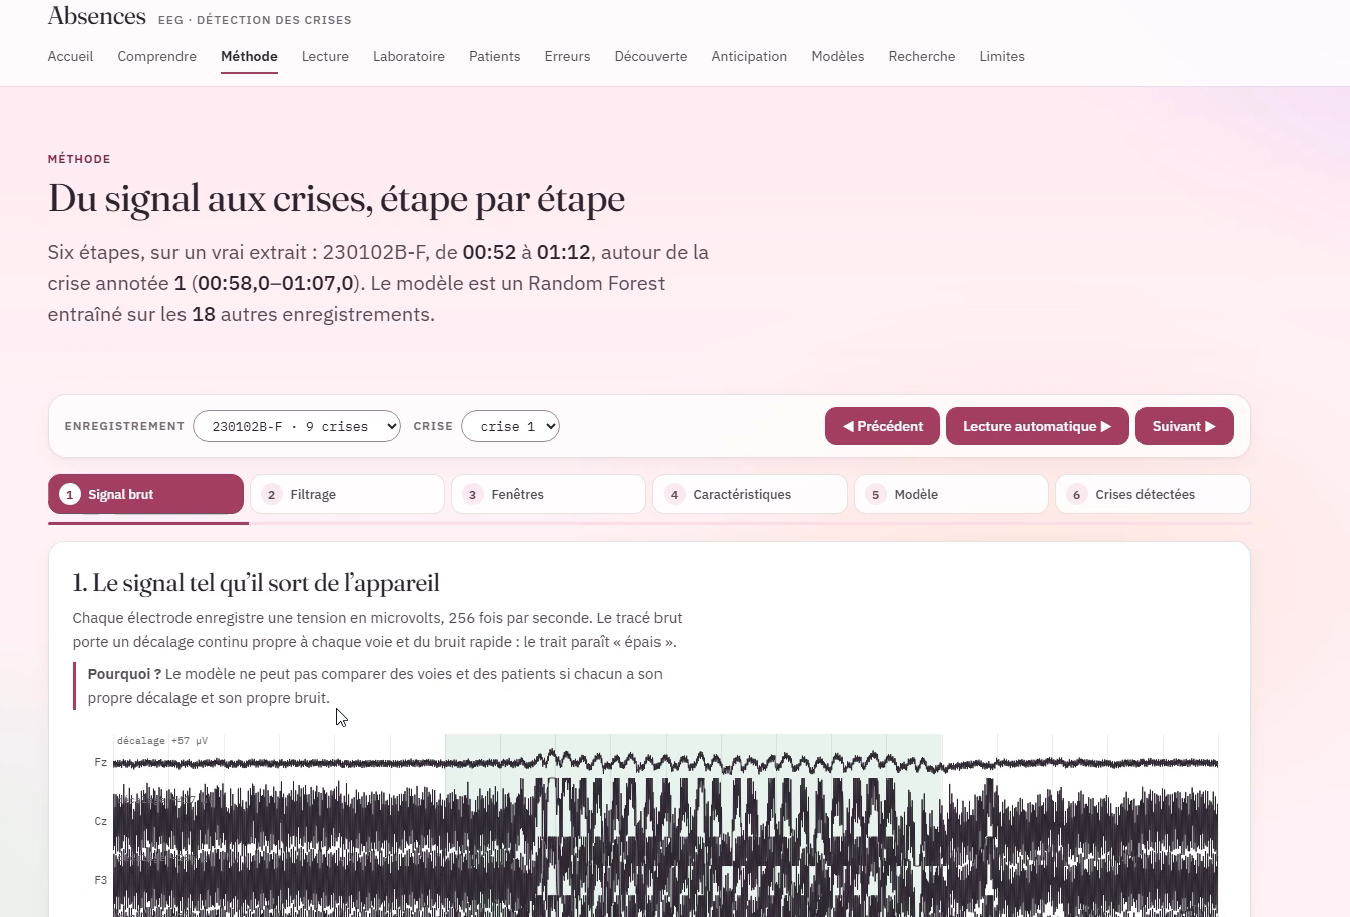 Absences EEG · DÉTECTION DES CRISES
Accueil Comprendre Méthode Lecture Laboratoire Patients Erreurs Découverte Anticipation Modèles Recherche Limites
MÉTHODE
Du signal aux crises, étape par étape
Six étapes, sur un vrai extrait : 230102B-F, de 00:52 à 01:12, autour de la
crise annotée 1 (00:58,0–01:07,0). Le modèle est un Random Forest
entraîné sur les 18 autres enregistrements.
ENREGISTREMENT 230102B-F · 9 crises CRISE crise 1 ◀ Précédent Lecture automatique ▶ Suivant ▶
1 Signal brut 2 Filtrage 3 Fenêtres 4 Caractéristiques 5 Modèle 6 Crises détectées
1. Le signal tel qu’il sort de l’appareil
Chaque électrode enregistre une tension en microvolts, 256 fois par seconde. Le tracé brut
porte un décalage continu propre à chaque voie et du bruit rapide : le trait paraît « épais ».
Pourquoi ? Le modèle ne peut pas comparer des voies et des patients si chacun a son
propre décalage et son propre bruit.
décalage +57 µV
Fz
Cz
F3